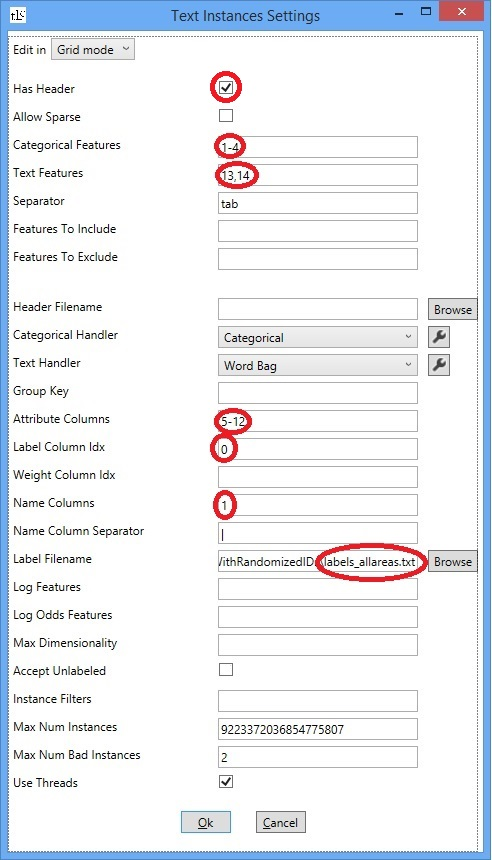 tlc Text Instances Settings
Edit in Grid mode
Has Header
Allow Sparse
Categorical Features 1-4
Text Features 13,14
Separator tab
Features To Include
Features To Exclude
Header Filename Browse
Categorical Handler Categorical
Text Handler Word Bag
Group Key
Attribute Columns 5-12
Label Column Idx 0
Weight Column Idx
Name Columns 1
Name Column Separator |
Label Filename WithRandomizedID\labels_allareas.txt Browse
Log Features
Log Odds Features
Max Dimensionality
Accept Unlabeled
Instance Filters
Max Num Instances 9223372036854775807
Max Num Bad Instances 2
Use Threads
Ok Cancel